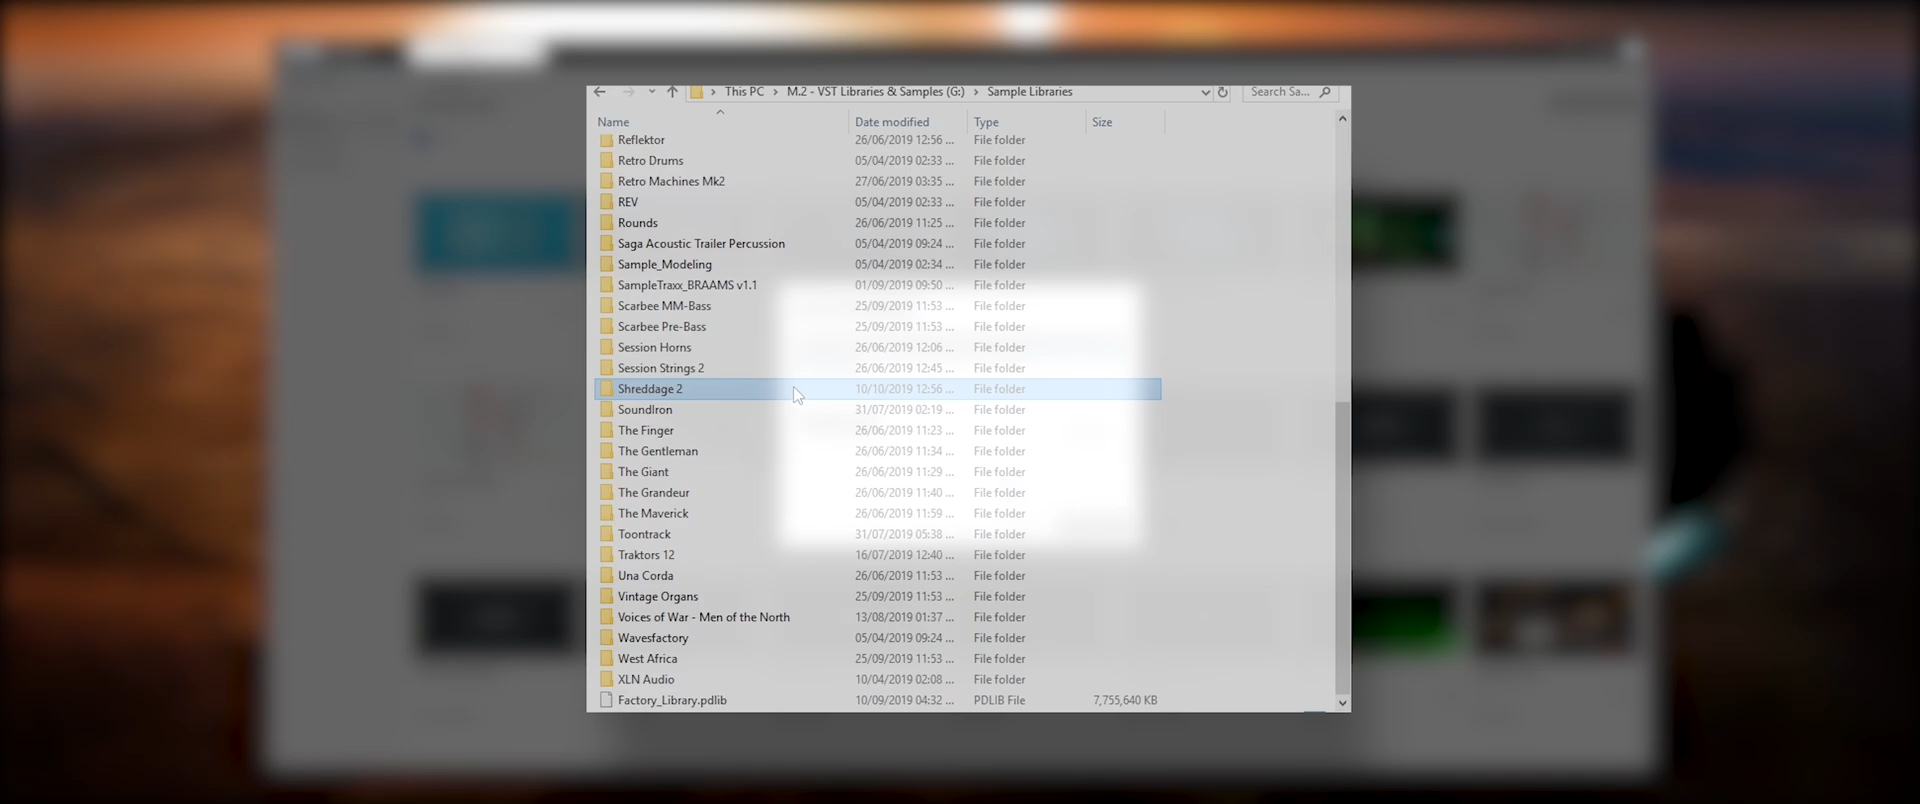 This PC > M.2 - VST Libraries & Samples (G:) > Sample Libraries Search Sa...
Name Date modified Type Size
Reflektor 26/06/2019 12:56 ... File folder
Retro Drums 05/04/2019 02:33 ... File folder
Retro Machines Mk2 27/06/2019 03:35 ... File folder
REV 05/04/2019 02:33 ... File folder
Rounds 26/06/2019 11:25 ... File folder
Saga Acoustic Trailer Percussion 05/04/2019 09:24 ... File folder
Sample_Modeling 05/04/2019 02:34 ... File folder
SampleTraxx_BRAAMS v1.1 01/09/2019 09:50 ... File folder
Scarbee MM-Bass 25/09/2019 11:53 ... File folder
Scarbee Pre-Bass 25/09/2019 11:53 ... File folder
Session Horns 26/06/2019 12:06 ... File folder
Session Strings 2 26/06/2019 12:45 ... File folder
Shreddage 2 10/10/2019 12:56 ... File folder
SoundIron 31/07/2019 02:19 ... File folder
The Finger 26/06/2019 11:23 ... File folder
The Gentleman 26/06/2019 11:34 ... File folder
The Giant 26/06/2019 11:29 ... File folder
The Grandeur 26/06/2019 11:40 ... File folder
The Maverick 26/06/2019 11:59 ... File folder
Toontrack 31/07/2019 05:38 ... File folder
Traktors 12 16/07/2019 12:40 ... File folder
Una Corda 26/06/2019 11:53 ... File folder
Vintage Organs 25/09/2019 11:53 ... File folder
Voices of War - Men of the North 13/08/2019 01:37 ... File folder
Wavesfactory 05/04/2019 09:24 ... File folder
West Africa 25/09/2019 11:53 ... File folder
XLN Audio 10/04/2019 02:08 ... File folder
Factory_Library.pdlib 10/09/2019 04:32 ... PDLIB File 7,755,640 KB